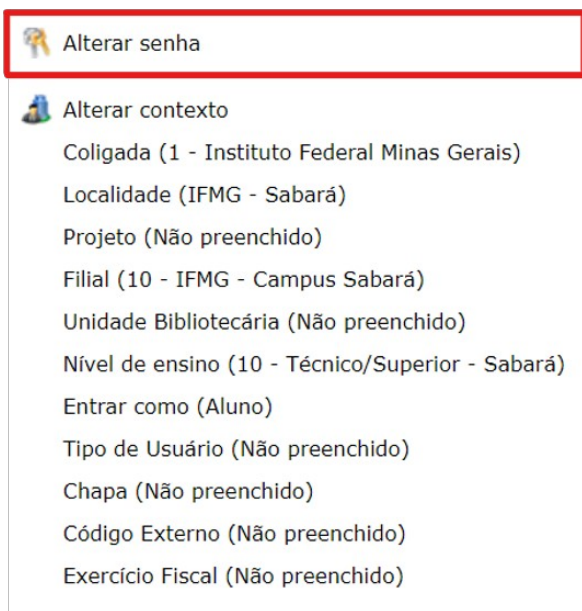 Alterar senha
Alterar contexto
Coligada (1 - Instituto Federal Minas Gerais)
Localidade (IFMG - Sabará)
Projeto (Não preenchido)
Filial (10 - IFMG - Campus Sabará)
Unidade Bibliotecária (Não preenchido)
Nível de ensino (10 - Técnico/Superior - Sabará)
Entrar como (Aluno)
Tipo de Usuário (Não preenchido)
Chapa (Não preenchido)
Código Externo (Não preenchido)
Exercício Fiscal (Não preenchido)